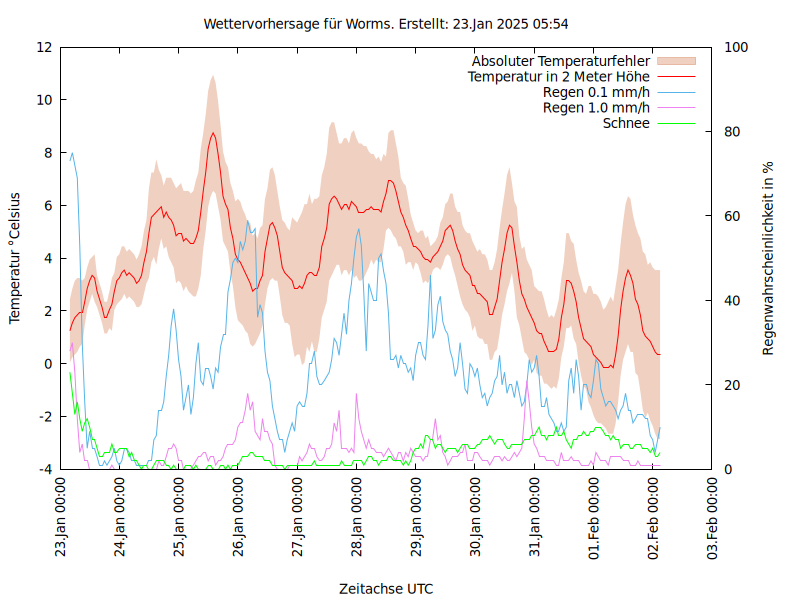 Wettervorhersage für Worms. Erstellt: 23.Jan 2025 05:54
Absoluter Temperaturfehler
Temperatur in 2 Meter Höhe
Regen 0.1 mm/h
Regen 1.0 mm/h
Schnee
Temperatur °Celsius
12
10
8
6
4
2
0
-2
-4
100
80
60
40
20
0
Regenwahrscheinlichkeit in %
23.Jan 00:00
24.Jan 00:00
25.Jan 00:00
26.Jan 00:00
27.Jan 00:00
28.Jan 00:00
29.Jan 00:00
30.Jan 00:00
31.Jan 00:00
01.Feb 00:00
02.Feb 00:00
03.Feb 00:00
Zeitachse UTC